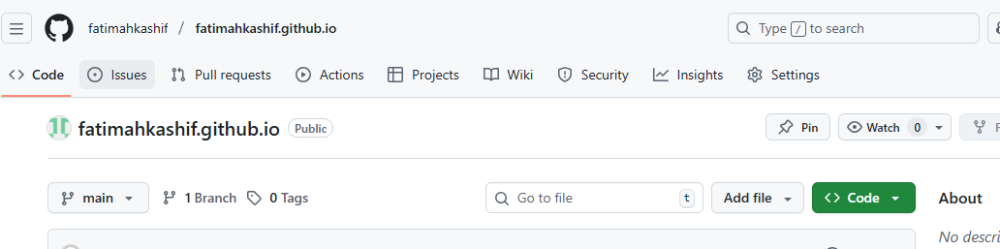 fatimahkashif / fatimahkashif.github.io
Type / to search
Code Issues Pull requests Actions Projects Wiki Security Insights Settings
fatimahkashif.github.io Public
Pin Watch 0
main 1 Branch 0 Tags Go to file t Add file Code About
No descri